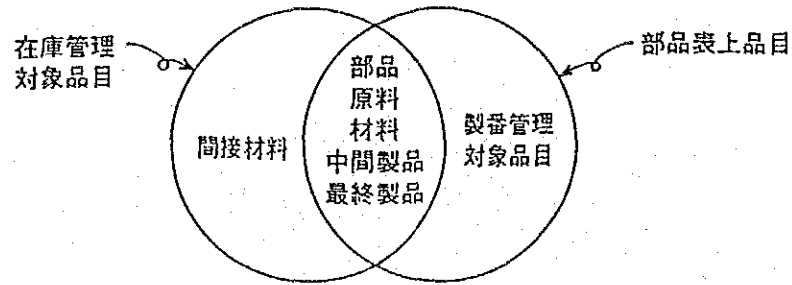 在庫管理
対象品目
部品表上品目
間接材料
部品
原料
材料
中間製品
最終製品
製番管理
対象品目